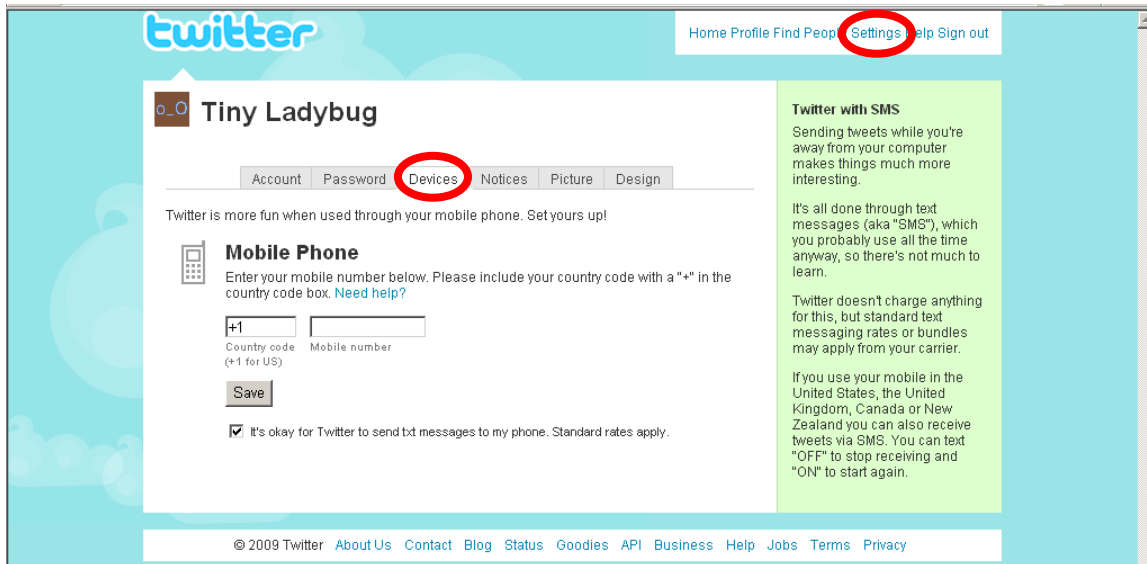 twitter
Home Profile Find People Settings Help Sign out
o_O Tiny Ladybug
Account Password Devices Notices Picture Design
Twitter is more fun when used through your mobile phone. Set yours up!
Mobile Phone
Enter your mobile number below. Please include your country code with a "+" in the
country code box. Need help?
+1
Country code Mobile number
(+1 for US)
Save
It's okay for Twitter to send txt messages to my phone. Standard rates apply.
Twitter with SMS
Sending tweets while you're
away from your computer
makes things much more
interesting.
It's all done through text
messages (aka "SMS"), which
you probably use all the time
anyway, so there's not much to
learn.
Twitter doesn't charge anything
for this, but standard text
messaging rates or bundles
may apply from your carrier.
If you use your mobile in the
United States, the United
Kingdom, Canada or New
Zealand you can also receive
tweets via SMS. You can text
"OFF" to stop receiving and
"ON" to start again.
© 2009 Twitter About Us Contact Blog Status Goodies API Business Help Jobs Terms Privacy